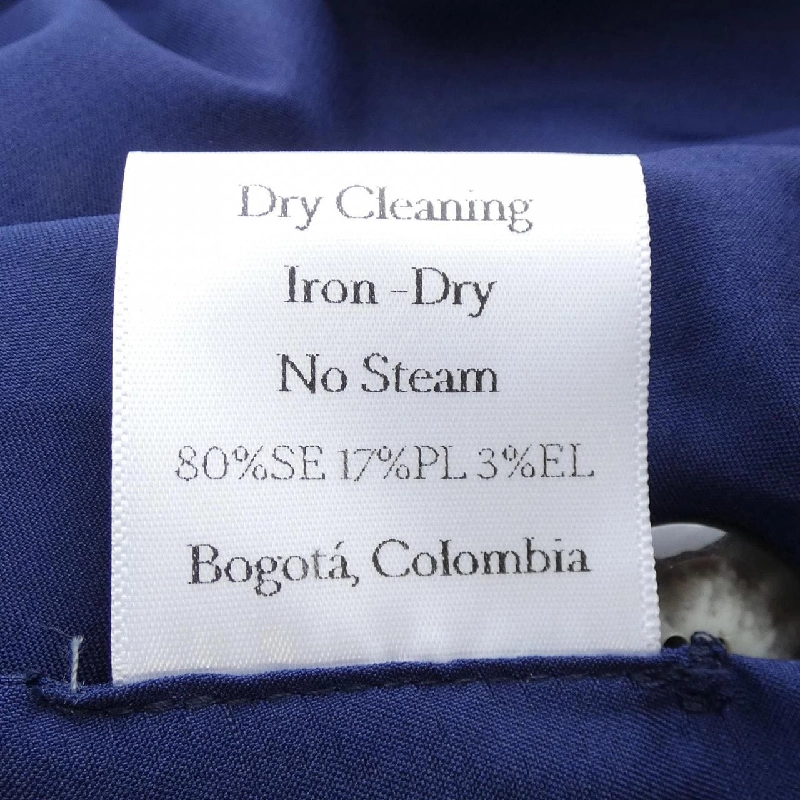 Dry Cleaning
Iron -Dry
No Steam
80%SE 17%PL 3%EL
Bogotá, Colombia